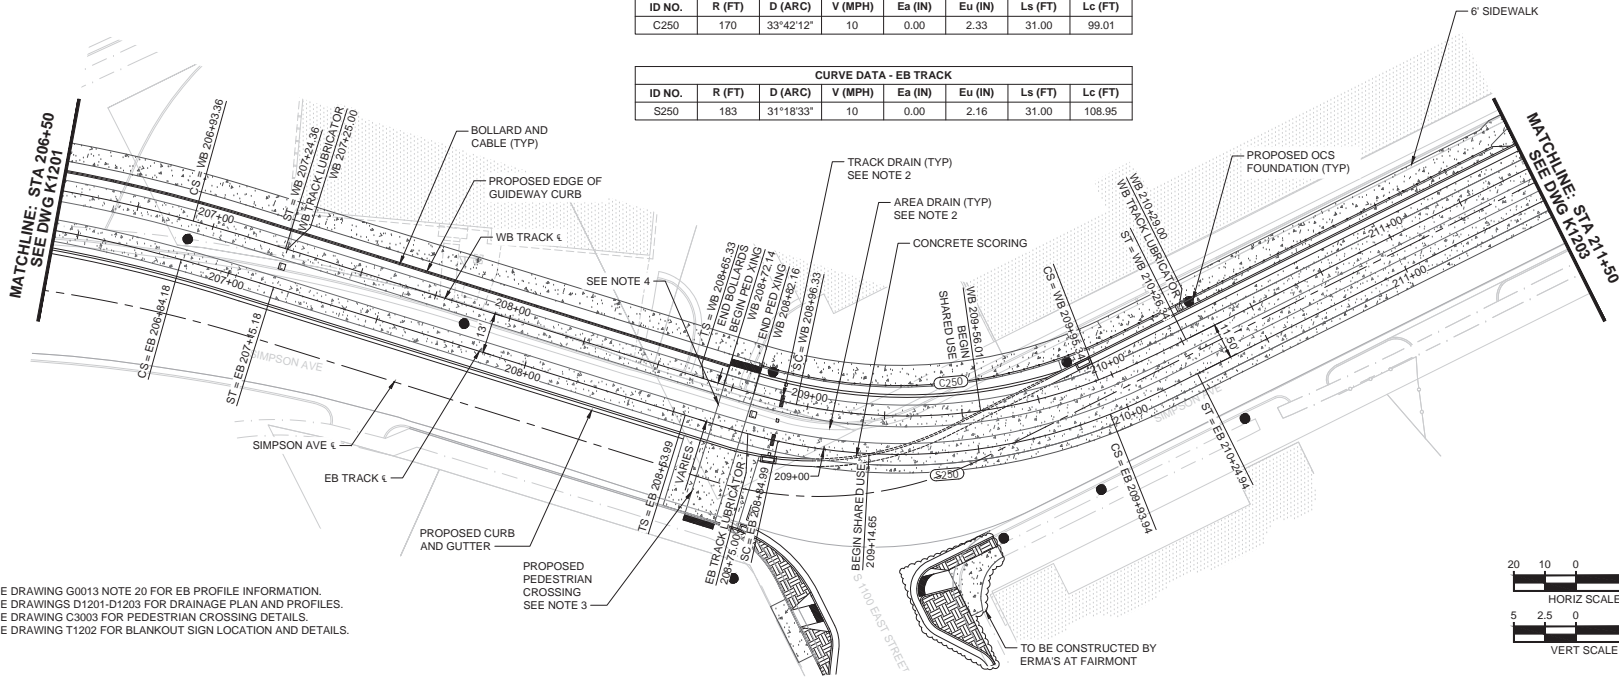 ID NO. R (FT) D (ARC) V (MPH) Ea (IN) Eu (IN) Ls (FT) Lc (FT)
C250 170 33°42'12" 10 0.00 2.33 31.00 99.01
CURVE DATA - EB TRACK
ID NO. R (FT) D (ARC) V (MPH) Ea (IN) Eu (IN) Ls (FT) Lc (FT)
S250 183 31°18'33" 10 0.00 2.16 31.00 108.95
6' SIDEWALK
MATCHLINE: STA 206+50
SEE DWG K1201
CS = WB 206+93.36
ST = WB 207+24.36
WB TRACK LUBRICATOR
WB 207+25.00
BOLLARD AND
CABLE (TYP)
PROPOSED EDGE OF
GUIDEWAY CURB
WB TRACK ℄
TRACK DRAIN (TYP)
SEE NOTE 2
AREA DRAIN (TYP)
SEE NOTE 2
CONCRETE SCORING
PROPOSED OCS
FOUNDATION (TYP)
MATCHLINE: STA 211+50
SEE DWG K1203
WB 210+29.00
WB TRACK LUBRICATOR
SEE NOTE 4
TS = WB 208+65.33
END BOLLARDS
BEGIN PED XING
WB 208+72.14
END PED XING
WB 208+82.16
SC = WB 208+96.33
WB 209+56.01
BEGIN
SHARED USE
207+00
208+00
209+00
210+00
211+00
207+00
208+00
209+00
210+00
211+00
13'
11.50'
C250
S250
CS = EB 206+84.18
ST = EB 207+15.18
SIMPSON AVE
SIMPSON AVE
SIMPSON AVE ℄
EB TRACK ℄
PROPOSED CURB
AND GUTTER
PROPOSED
PEDESTRIAN
CROSSING
SEE NOTE 3
TS = EB 208+53.99
VARIES
EB TRACK LUBRICATOR
SC = EB 208+84.99
BEGIN SHARED USE
209+14.65
CS = EB 209+93.94
ST = EB 210+24.94
S 1100 EAST STREET
TO BE CONSTRUCTED BY
ERMA'S AT FAIRMONT
E DRAWING G0013 NOTE 20 FOR EB PROFILE INFORMATION.
E DRAWINGS D1201-D1203 FOR DRAINAGE PLAN AND PROFILES.
E DRAWING C3003 FOR PEDESTRIAN CROSSING DETAILS.
E DRAWING T1202 FOR BLANKOUT SIGN LOCATION AND DETAILS.
20 10 0
HORIZ SCALE
5 2.5 0
VERT SCALE